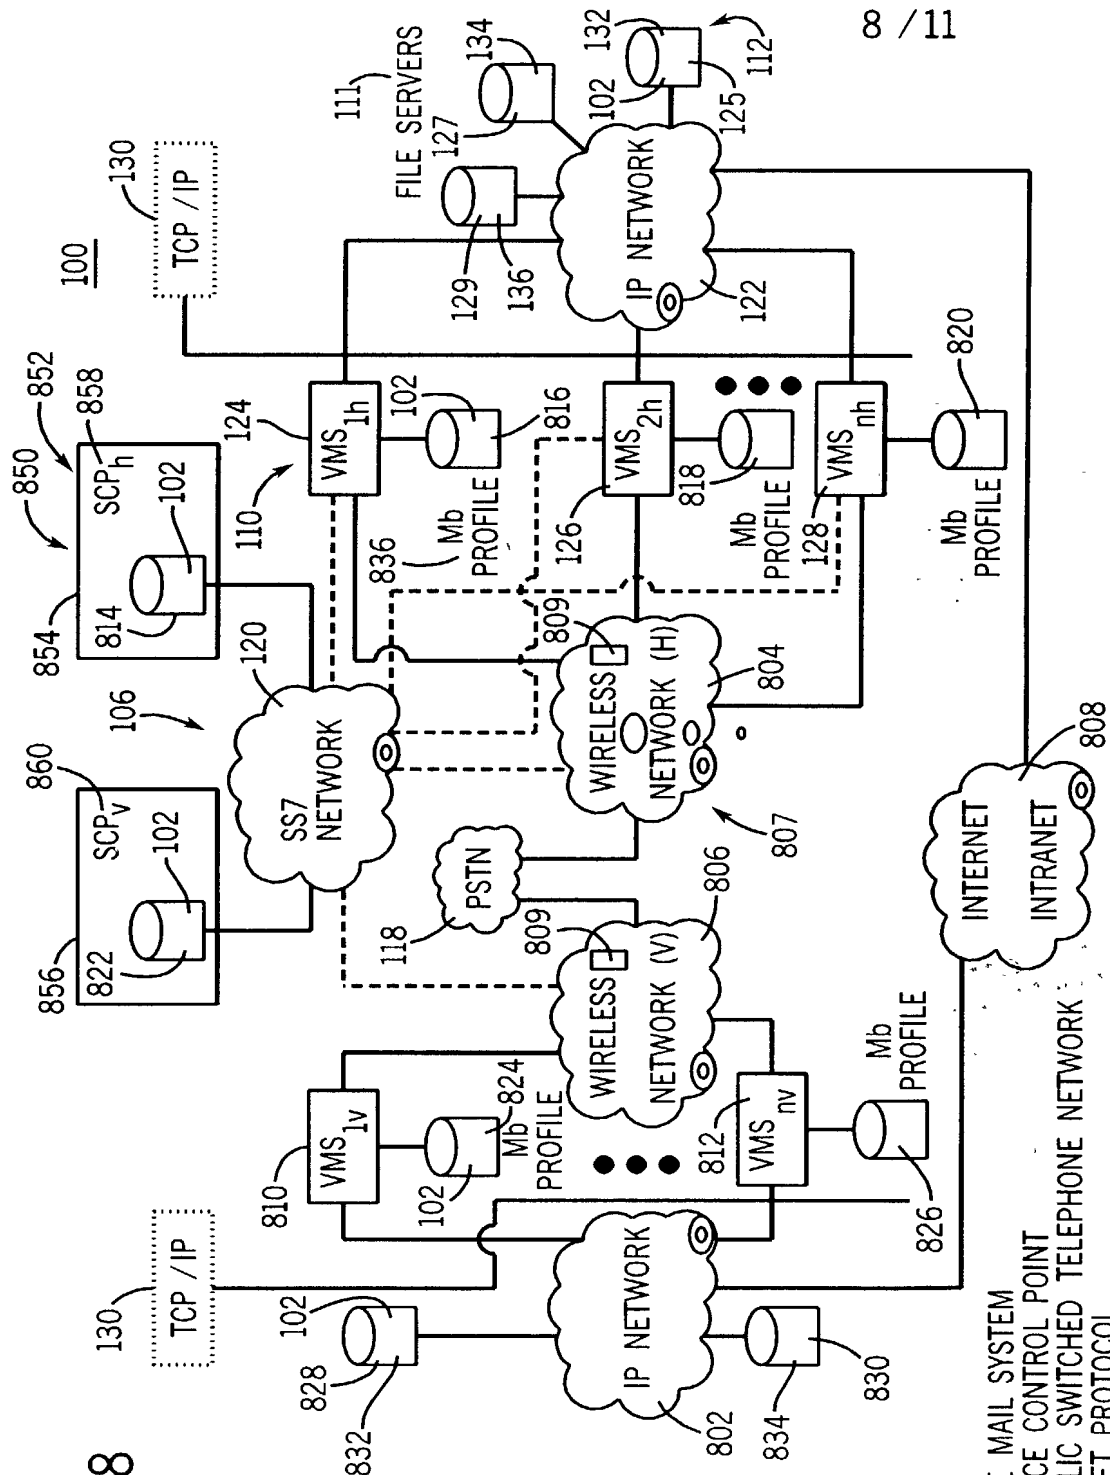 8 / 11
8
100
130
TCP / IP
130
TCP / IP
111
FILE SERVERS
134
127
132
102
125
112
129
136
IP NETWORK
122
850
852
858
SCPh
102
854
814
860
SCPv
102
856
822
106
120
SS7
NETWORK
124
110
VMS1h
102
816
836
Mb
PROFILE
126
VMS2h
818
Mb
PROFILE
128
VMSnh
820
Mb
PROFILE
809
WIRELESS
NETWORK (H)
804
807
PSTN
118
809
WIRELESS
NETWORK (V)
806
808
INTERNET
INTRANET
810
VMS1v
102
824
Mb
PROFILE
812
VMSnv
826
Mb
PROFILE
828
102
832
IP NETWORK
802
834
830
MAIL SYSTEM
CE CONTROL POINT
LIC SWITCHED TELEPHONE NETWORK
ET PROTOCOL